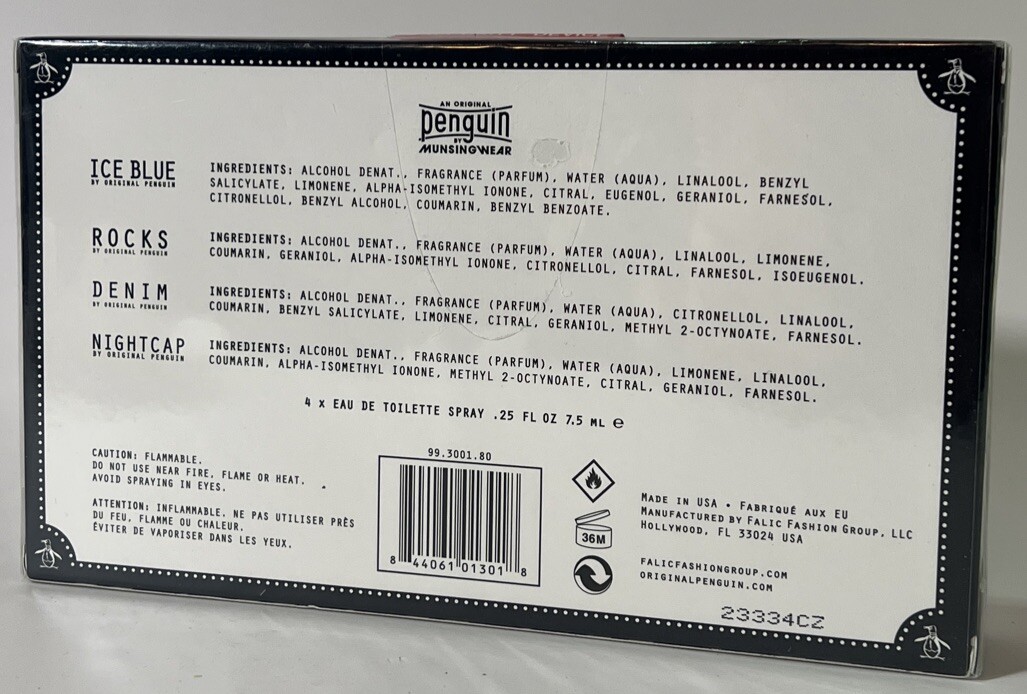 AN ORIGINAL
penguin
BY
MUNSINGWEAR
ICE BLUE
BY ORIGINAL PENGUIN
INGREDIENTS: ALCOHOL DENAT., FRAGRANCE (PARFUM), WATER (AQUA), LINALOOL, BENZYL
SALICYLATE, LIMONENE, ALPHA-ISOMETHYL IONONE, CITRAL, EUGENOL, GERANIOL, FARNESOL,
CITRONELLOL, BENZYL ALCOHOL, COUMARIN, BENZYL BENZOATE.
ROCKS
BY ORIGINAL PENGUIN
INGREDIENTS: ALCOHOL DENAT., FRAGRANCE (PARFUM), WATER (AQUA), LINALOOL, LIMONENE,
COUMARIN, GERANIOL, ALPHA-ISOMETHYL IONONE, CITRONELLOL, CITRAL, FARNESOL, ISOEUGENOL.
DENIM
BY ORIGINAL PENGUIN
INGREDIENTS: ALCOHOL DENAT., FRAGRANCE (PARFUM), WATER (AQUA), CITRONELLOL, LINALOOL,
COUMARIN, BENZYL SALICYLATE, LIMONENE, CITRAL, GERANIOL, METHYL 2-OCTYNOATE, FARNESOL.
NIGHTCAP
BY ORIGINAL PENGUIN
INGREDIENTS: ALCOHOL DENAT., FRAGRANCE (PARFUM), WATER (AQUA), LIMONENE, LINALOOL,
COUMARIN, ALPHA-ISOMETHYL IONONE, METHYL 2-OCTYNOATE, CITRAL, GERANIOL, FARNESOL.
4 x EAU DE TOILETTE SPRAY .25 FL OZ 7.5 ML ℮
CAUTION: FLAMMABLE.
DO NOT USE NEAR FIRE, FLAME OR HEAT.
AVOID SPRAYING IN EYES.
ATTENTION: INFLAMMABLE. NE PAS UTILISER PRÈS
DU FEU, FLAMME OU CHALEUR.
ÉVITER DE VAPORISER DANS LES YEUX.
99.3001.80
8 44061 01301 8
36M
MADE IN USA • FABRIQUÉ AUX EU
MANUFACTURED BY FALIC FASHION GROUP, LLC
HOLLYWOOD, FL 33024 USA
FALICFASHIONGROUP.COM
ORIGINALPENGUIN.COM
23334CZ